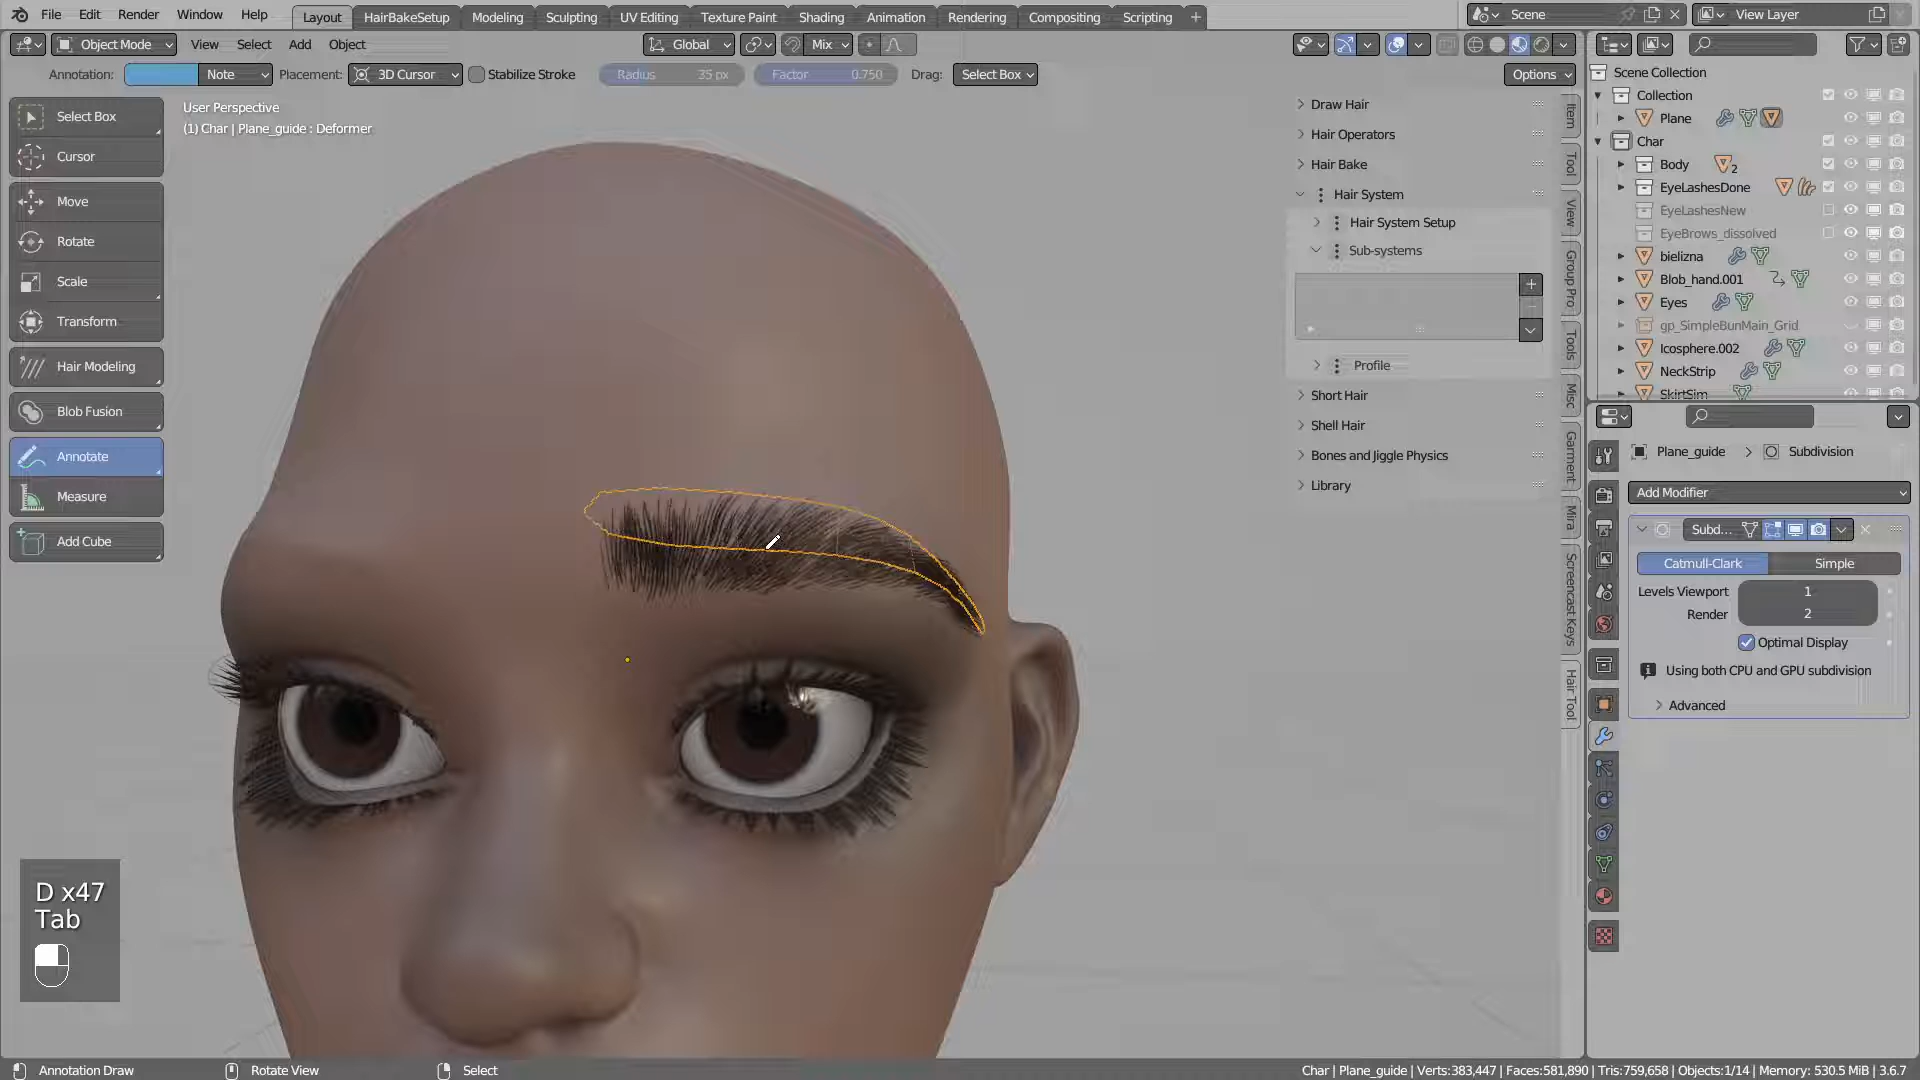 File Edit Render Window Help Layout HairBakeSetup Modeling Sculpting UV Editing Texture Paint Shading Animation Rendering Compositing Scripting + Scene View Layer
Object Mode View Select Add Object Global Mix
Annotation: Note Placement: 3D Cursor Stabilize Stroke Radius 35 px Factor 0.750 Drag: Select Box Options
User Perspective
(1) Char | Plane_guide : Deformer
Select Box
Cursor
Move
Rotate
Scale
Transform
Hair Modeling
Blob Fusion
Annotate
Measure
Add Cube
Draw Hair
Hair Operators
Hair Bake
Hair System
Hair System Setup
Sub-systems
Profile
Short Hair
Shell Hair
Bones and Jiggle Physics
Library
Item
Tool
View
Group Pro
Tools
Misc
Garment
Mira
Screencast Keys
Hair Tool
Scene Collection
Collection
Plane
Char
Body 2
EyeLashesDone
EyeLashesNew
EyeBrows_dissolved
bielizna
Blob_hand.001
Eyes
gp_SimpleBunMain_Grid
Icosphere.002
NeckStrip
SkirtSim
Plane_guide > Subdivision
Add Modifier
Subd...
Catmull-Clark Simple
Levels Viewport 1
Render 2
Optimal Display
Using both CPU and GPU subdivision
Advanced
D x47
Tab
Annotation Draw Rotate View Select Char | Plane_guide | Verts:383,447 | Faces:581,890 | Tris:759,658 | Objects:1/14 | Memory: 530.5 MiB | 3.6.7